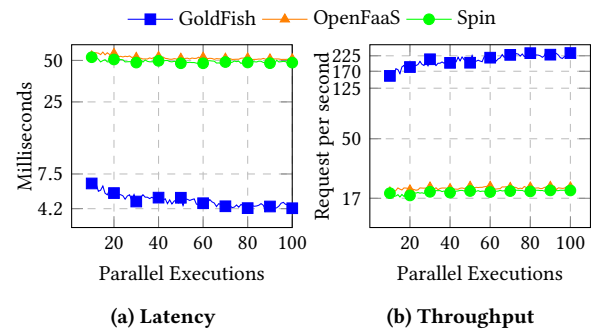 GoldFish OpenFaaS Spin
50
25
7.5
4.2
20 40 60 80 100
Milliseconds
Parallel Executions
(a) Latency
225
170
125
50
17
20 40 60 80 100
Request per second
Parallel Executions
(b) Throughput